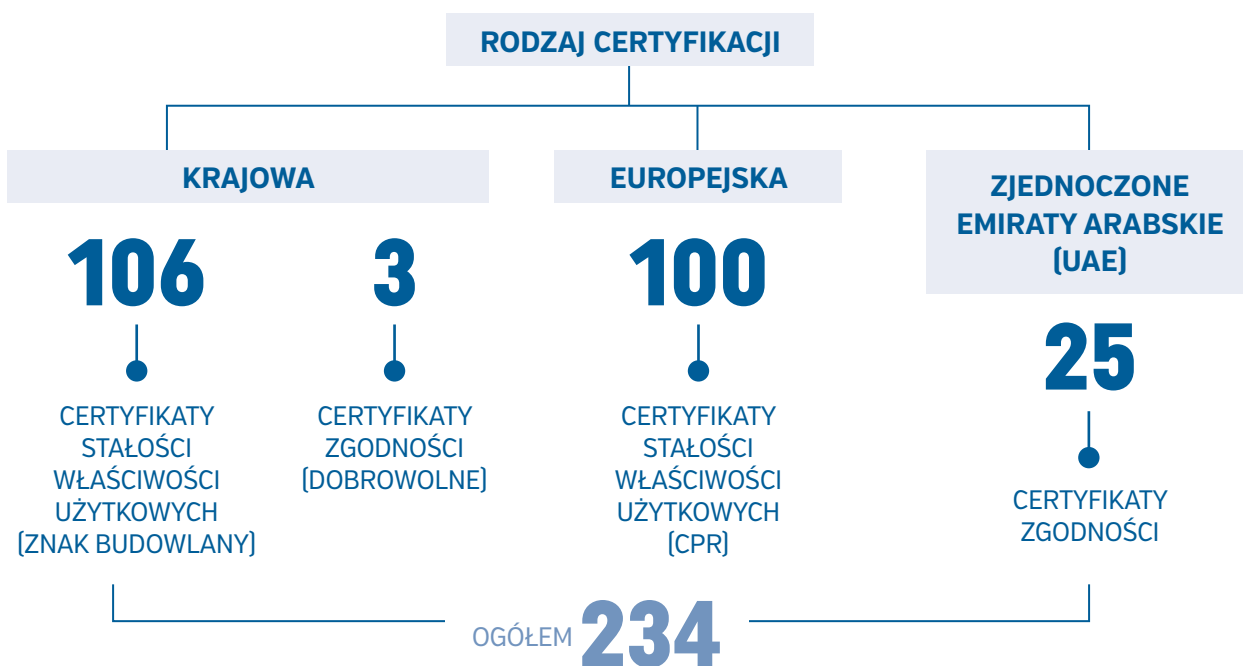 RODZAJ CERTYFIKACJI
KRAJOWA
106
CERTYFIKATY
STAŁOŚCI
WŁAŚCIWOŚCI
UŻYTKOWYCH
(ZNAK BUDOWLANY)
3
CERTYFIKATY
ZGODNOŚCI
(DOBROWOLNE)
EUROPEJSKA
100
CERTYFIKATY
STAŁOŚCI
WŁAŚCIWOŚCI
UŻYTKOWYCH
(CPR)
ZJEDNOCZONE
EMIRATY ARABSKIE
(UAE)
25
CERTYFIKATY
ZGODNOŚCI
OGÓŁEM 234